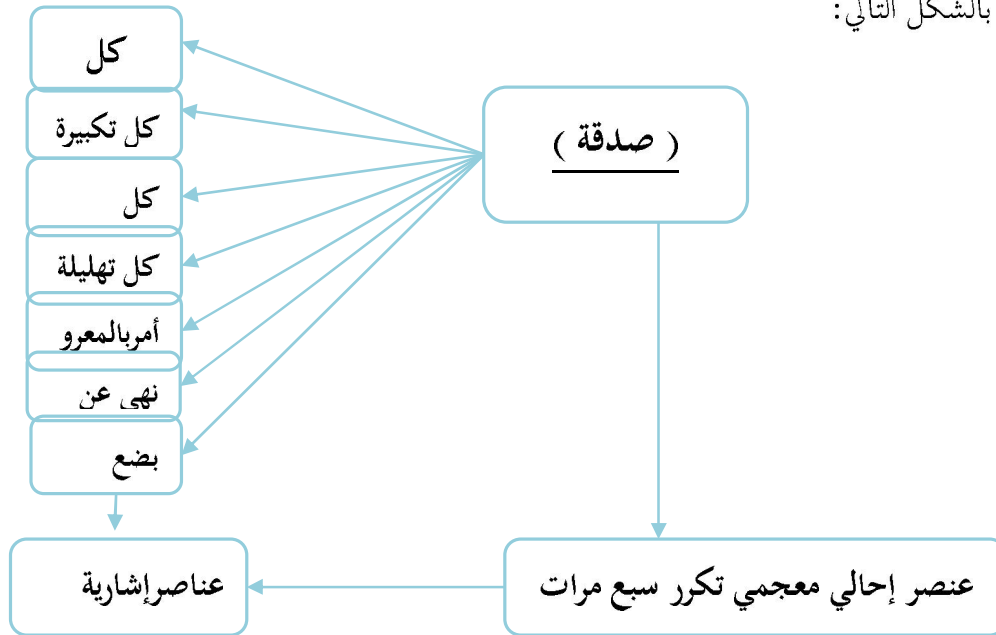 بالشكل التالي:
( صدقة )
كل
كل تكبيرة
كل
كل تهليلة
أمربالمعرو
نهي عن
بضع
عنصر إحالي معجمي تكرر سبع مرات
عناصرإشارية